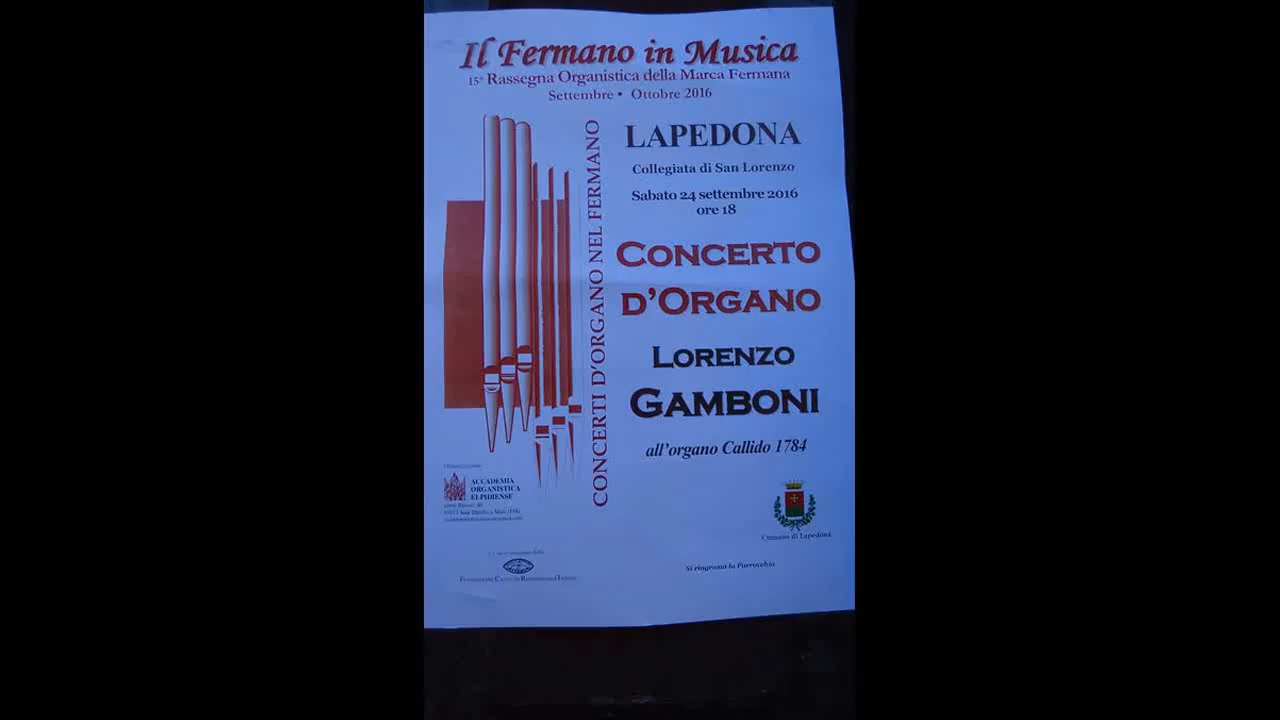 Il Fermano in Musica
15ª Rassegna Organistica della Marca Fermana
Settembre • Ottobre 2016
CONCERTI D'ORGANO NEL FERMANO
LAPEDONA
Collegiata di San Lorenzo
Sabato 24 settembre 2016
ore 18
CONCERTO
D'ORGANO
LORENZO
GAMBONI
all'organo Callido 1784
ACCADEMIA
ORGANISTICA
ELPIDIENSE
Comune di Lapedona
Si ringrazia la Parrocchia